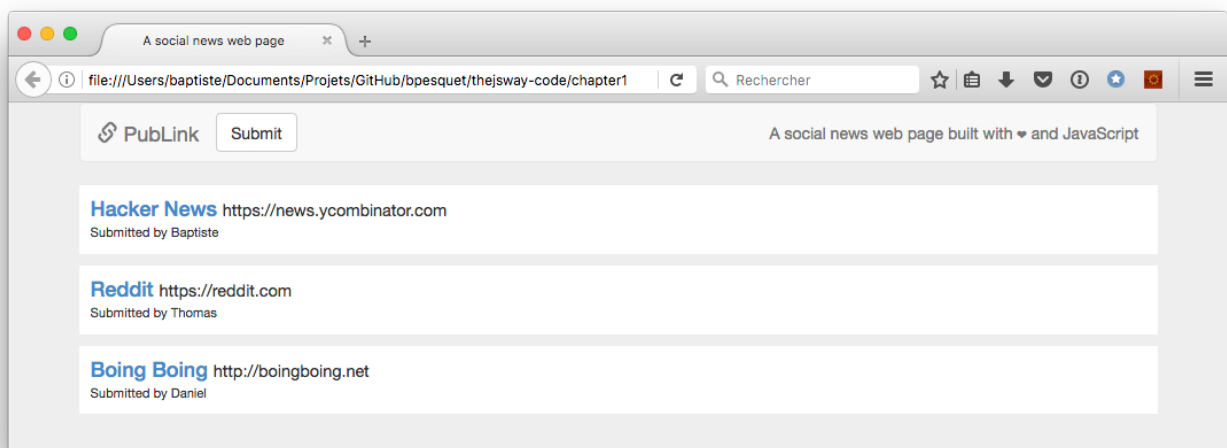 A social news web page
file:///Users/baptiste/Documents/Projets/GitHub/bpesquet/thejsway-code/chapter1
Rechercher
PubLink Submit A social news web page built with ❤ and JavaScript
Hacker News https://news.ycombinator.com
Submitted by Baptiste
Reddit https://reddit.com
Submitted by Thomas
Boing Boing http://boingboing.net
Submitted by Daniel